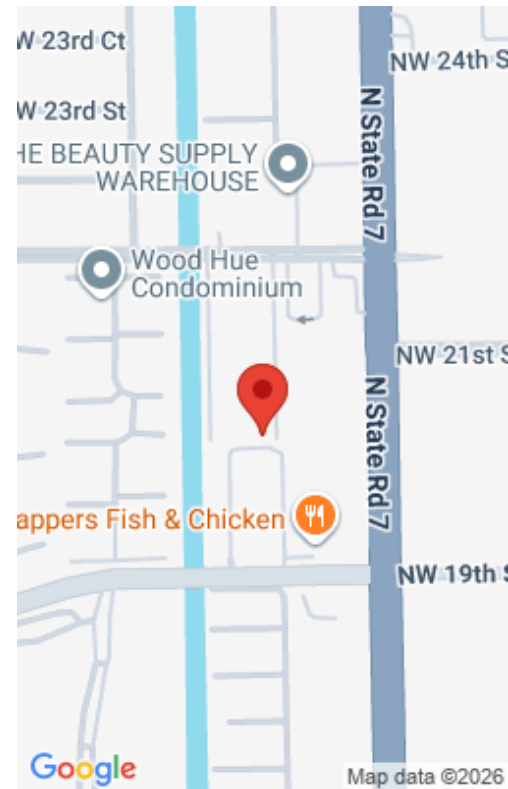 W 23rd Ct
NW 24th S
W 23rd St
N State Rd 7
HE BEAUTY SUPPLY
WAREHOUSE
Wood Hue
Condominium
NW 21st S
N State Rd 7
appers Fish & Chicken
NW 19th S
Google
Map data ©2026